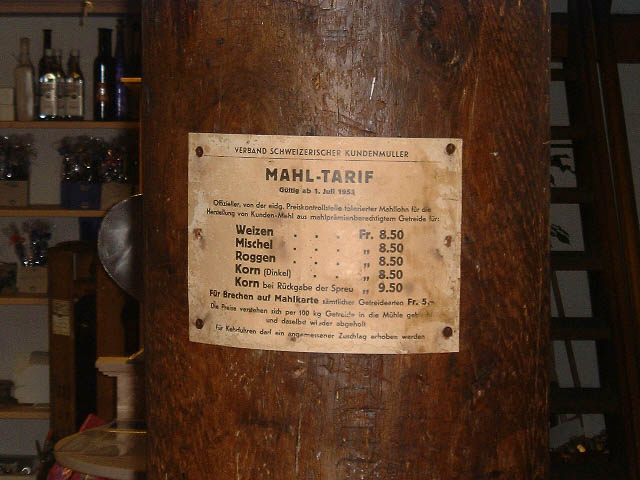 VERBAND SCHWEIZERISCHER KUNDENMÜLLER
MAHL-TARIF
Gültig ab 1. Juli 1953
Offizieller, von der eidg. Preiskontrollstelle tolerierter Mahllohn für die
Herstellung von Kunden-Mehl aus mahlprämienberechtigtem Getreide für:
Weizen . . . Fr. 8.50
Mischel . . . „ 8.50
Roggen . . . „ 8.50
Korn (Dinkel) . . . „ 8.50
Korn bei Rückgabe der Spreu „ 9.50
Für Brechen auf Mahlkarte sämtlicher Getreidearten Fr. 5.-
Die Preise verstehen sich per 100 kg Getreide in die Mühle gebracht
und daselbst wieder abgeholt
Für Kehrfuhren darf ein angemessener Zuschlag erhoben werden